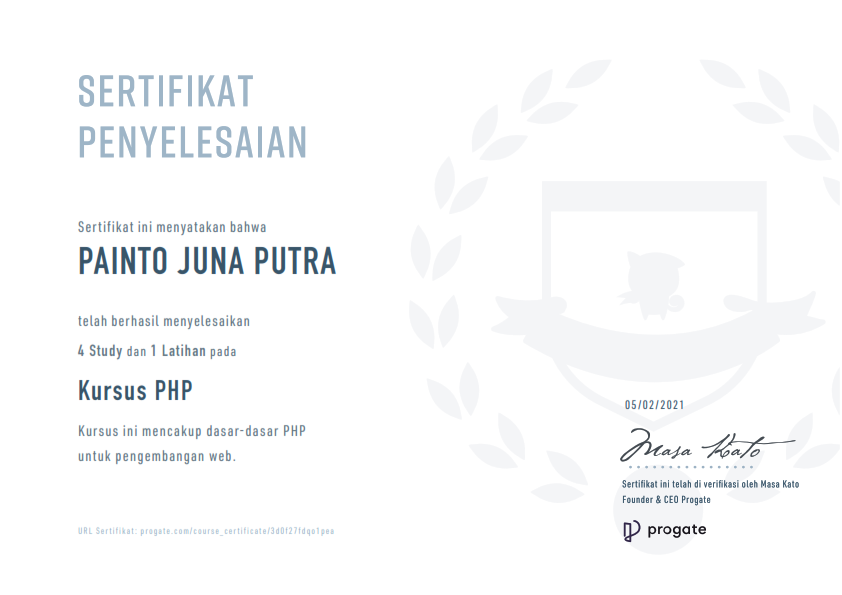 SERTIFIKAT
PENYELESAIAN
Sertifikat ini menyatakan bahwa
PAINTO JUNA PUTRA
telah berhasil menyelesaikan
4 Study dan 1 Latihan pada
Kursus PHP
Kursus ini mencakup dasar-dasar PHP
untuk pengembangan web.
05/02/2021
Masa Kato
Sertifikat ini telah di verifikasi oleh Masa Kato
Founder & CEO Progate
progate
URL Sertifikat: progate.com/course_certificate/3d0f27fdqo1pea